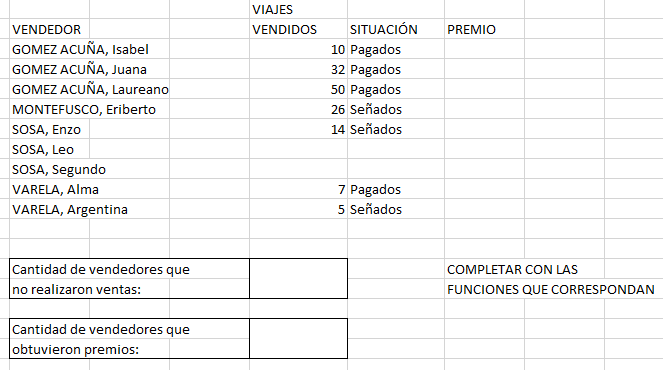 VIAJES
VENDEDOR VENDIDOS SITUACIÓN PREMIO
GOMEZ ACUÑA, Isabel 10 Pagados
GOMEZ ACUÑA, Juana 32 Pagados
GOMEZ ACUÑA, Laureano 50 Pagados
MONTEFUSCO, Eriberto 26 Señados
SOSA, Enzo 14 Señados
SOSA, Leo
SOSA, Segundo
VARELA, Alma 7 Pagados
VARELA, Argentina 5 Señados
Cantidad de vendedores que COMPLETAR CON LAS
no realizaron ventas: FUNCIONES QUE CORRESPONDAN
Cantidad de vendedores que
obtuvieron premios: